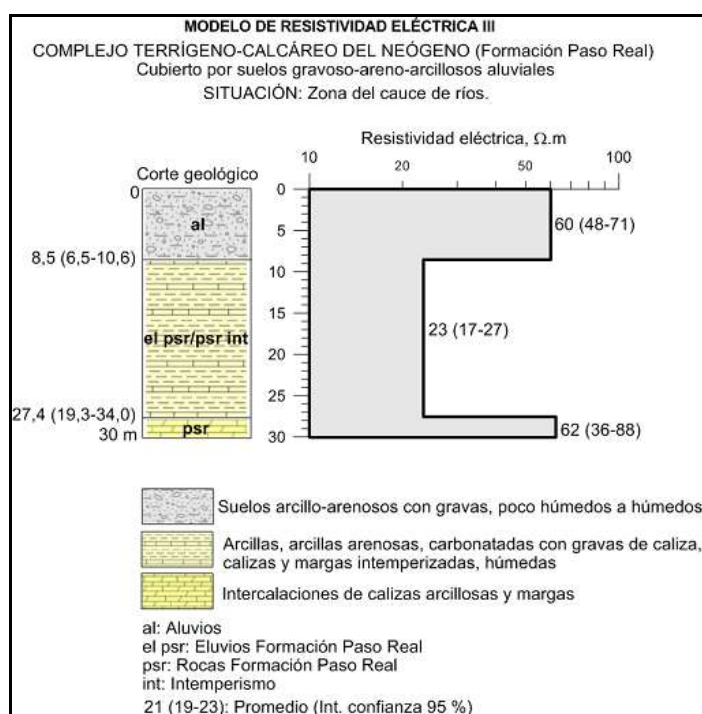 MODELO DE RESISTIVIDAD ELÉCTRICA III
COMPLEJO TERRÍGENO-CALCÁREO DEL NEÓGENO (Formación Paso Real)
Cubierto por suelos gravoso-areno-arcillosos aluviales
SITUACIÓN: Zona del cauce de ríos.
Resistividad eléctrica, Ω.m
10 20 50 100
Corte geológico
0
al
8,5 (6,5-10,6)
el psr/psr int
27,4 (19,3-34,0)
psr
30 m
0
5
10
15
20
25
30
60 (48-71)
23 (17-27)
62 (36-88)
Suelos arcillo-arenosos con gravas, poco húmedos a húmedos
Arcillas, arcillas arenosas, carbonatadas con gravas de caliza,
calizas y margas intemperizadas, húmedas
Intercalaciones de calizas arcillosas y margas
al: Aluvios
el psr: Eluvios Formación Paso Real
psr: Rocas Formación Paso Real
int: Intemperismo
21 (19-23): Promedio (Int. confianza 95 %)